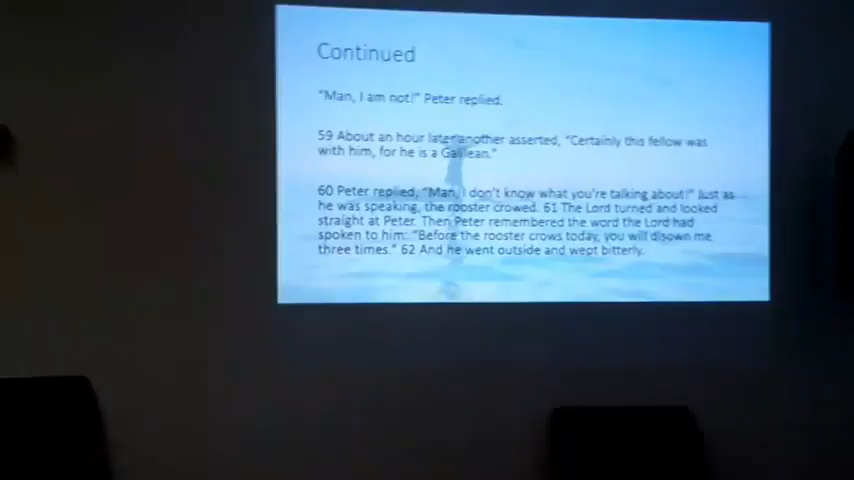 Continued
"Man, I am not!" Peter replied.
59 About an hour later another asserted, "Certainly this fellow was
with him, for he is a Galilean."
60 Peter replied, "Man, I don't know what you're talking about!" Just as
he was speaking, the rooster crowed. 61 The Lord turned and looked
straight at Peter. Then Peter remembered the word the Lord had
spoken to him: "Before the rooster crows today, you will disown me
three times." 62 And he went outside and wept bitterly.